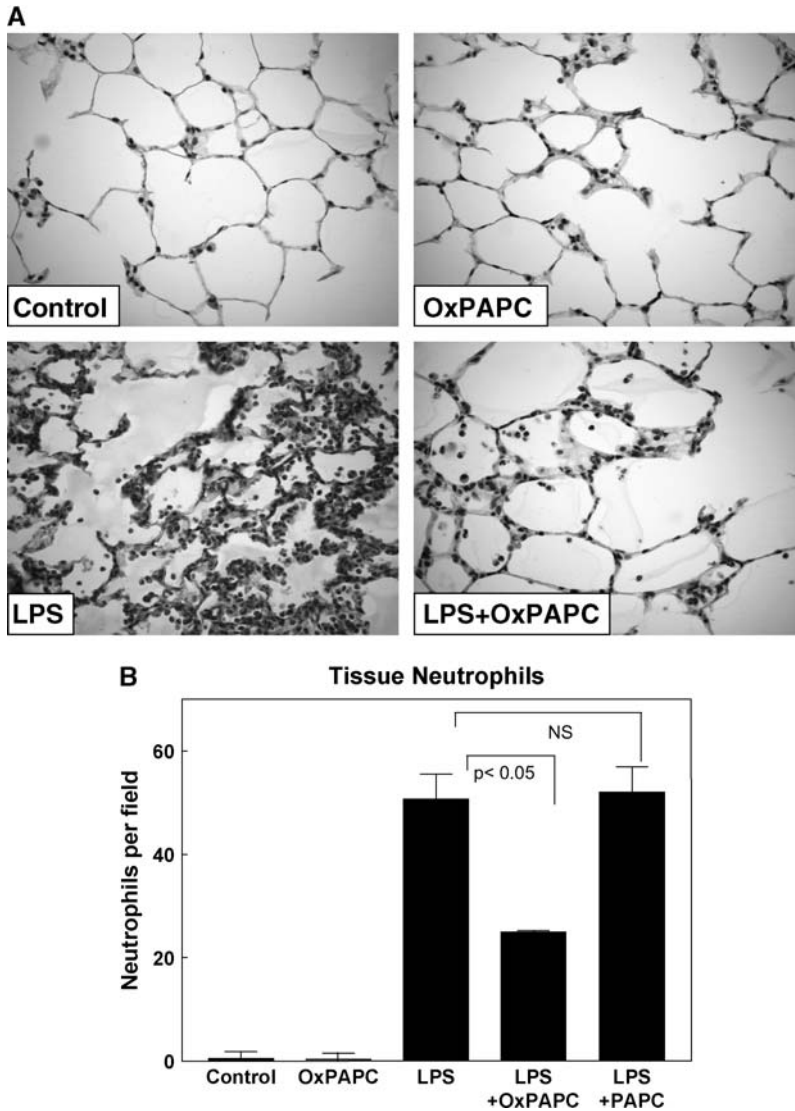 A
Control
OxPAPC
LPS
LPS+OxPAPC
B
Tissue Neutrophils
Neutrophils per field
60
40
20
0
NS
p< 0.05
Control
OxPAPC
LPS
LPS
+OxPAPC
LPS
+PAPC